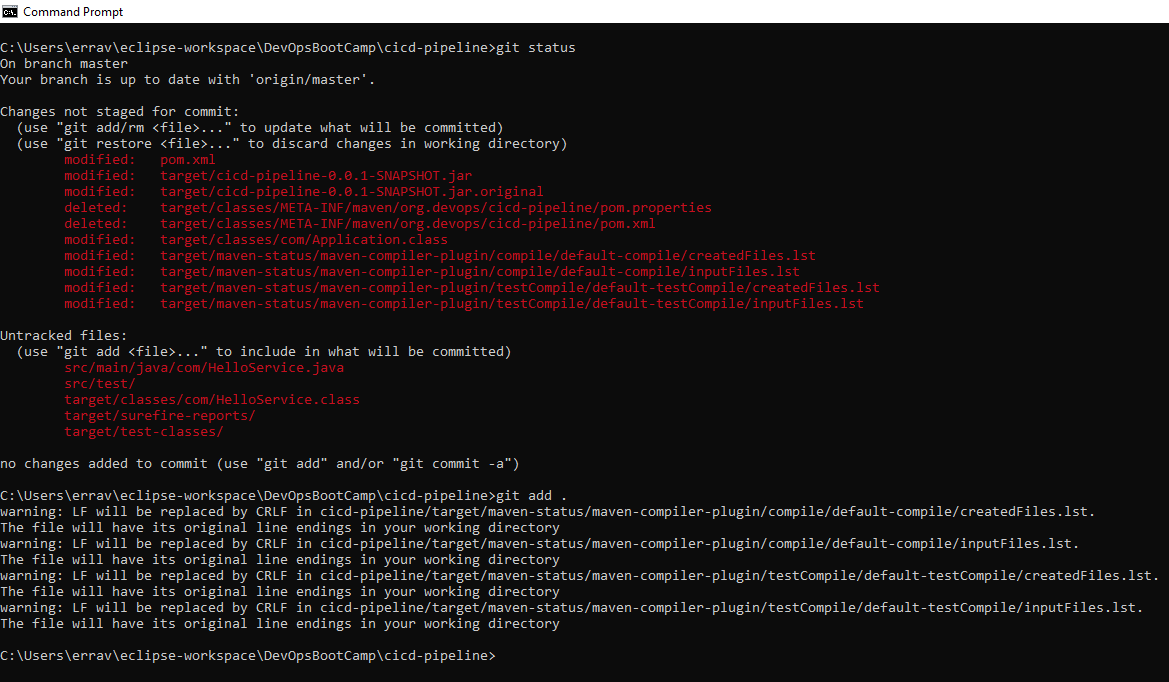 Command Prompt
C:\Users\errav\eclipse-workspace\DevOpsBootCamp\cicd-pipeline>git status
On branch master
Your branch is up to date with 'origin/master'.
Changes not staged for commit:
  (use "git add/rm <file>..." to update what will be committed)
  (use "git restore <file>..." to discard changes in working directory)
        modified:   pom.xml
        modified:   target/cicd-pipeline-0.0.1-SNAPSHOT.jar
        modified:   target/cicd-pipeline-0.0.1-SNAPSHOT.jar.original
        deleted:    target/classes/META-INF/maven/org.devops/cicd-pipeline/pom.properties
        deleted:    target/classes/META-INF/maven/org.devops/cicd-pipeline/pom.xml
        modified:   target/classes/com/Application.class
        modified:   target/maven-status/maven-compiler-plugin/compile/default-compile/createdFiles.lst
        modified:   target/maven-status/maven-compiler-plugin/compile/default-compile/inputFiles.lst
        modified:   target/maven-status/maven-compiler-plugin/testCompile/default-testCompile/createdFiles.lst
        modified:   target/maven-status/maven-compiler-plugin/testCompile/default-testCompile/inputFiles.lst
Untracked files:
  (use "git add <file>..." to include in what will be committed)
        src/main/java/com/HelloService.java
        src/test/
        target/classes/com/HelloService.class
        target/surefire-reports/
        target/test-classes/
no changes added to commit (use "git add" and/or "git commit -a")
C:\Users\errav\eclipse-workspace\DevOpsBootCamp\cicd-pipeline>git add .
warning: LF will be replaced by CRLF in cicd-pipeline/target/maven-status/maven-compiler-plugin/compile/default-compile/createdFiles.lst.
The file will have its original line endings in your working directory
warning: LF will be replaced by CRLF in cicd-pipeline/target/maven-status/maven-compiler-plugin/compile/default-compile/inputFiles.lst.
The file will have its original line endings in your working directory
warning: LF will be replaced by CRLF in cicd-pipeline/target/maven-status/maven-compiler-plugin/testCompile/default-testCompile/createdFiles.lst.
The file will have its original line endings in your working directory
warning: LF will be replaced by CRLF in cicd-pipeline/target/maven-status/maven-compiler-plugin/testCompile/default-testCompile/inputFiles.lst.
The file will have its original line endings in your working directory
C:\Users\errav\eclipse-workspace\DevOpsBootCamp\cicd-pipeline>